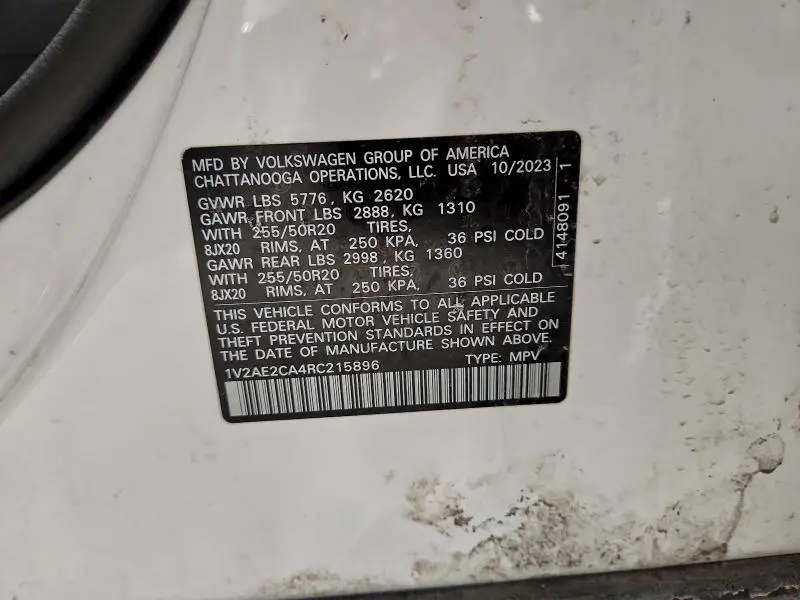 MFD BY VOLKSWAGEN GROUP OF AMERICA
CHATTANOOGA OPERATIONS, LLC. USA 10/2023
GVWR LBS 5776 , KG 2620
GAWR FRONT LBS 2888, KG 1310
WITH 255/50R20 TIRES,
8JX20 RIMS, AT 250 KPA, 36 PSI COLD
GAWR REAR LBS 2998 , KG 1360
WITH 255/50R20 TIRES,
8JX20 RIMS, AT 250 KPA, 36 PSI COLD
THIS VEHICLE CONFORMS TO ALL APPLICABLE
U.S. FEDERAL MOTOR VEHICLE SAFETY AND
THEFT PREVENTION STANDARDS IN EFFECT ON
THE DATE OF MANUFACTURE SHOWN ABOVE.
1V2AE2CA4RC215896 TYPE: MPV
4148091 1